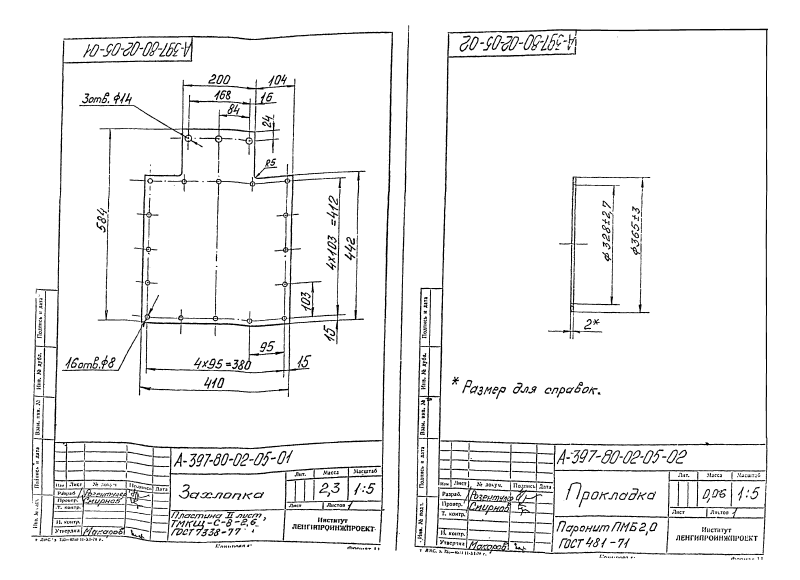 А-397-80-02-05-01
200
104
168
16
84
24
3отв. ф14
R5
584
4х103 =412
442
103
15
95
16отв. ф8
4х95 =380
15
410
Подпись и дата
Инв. № дубл.
Взам. инв. №
Подпись и дата
Инв. № подл.
А-397-80-02-05-01
Лит. Масса Масштаб
2,3 1:5
Изм Лист № докум. Подпись Дата
Разраб.
Провер. Смирнов
Т. контр.
Захлопка
Лист Листов 1
Н. контр.
Утвердил Макаров
Пластина II лист,
ТМКЩ-С-8-2,6
ГОСТ 7338-77
Институт
ЛЕНГИПРОИНЖПРОЕКТ
Копировал
Формат 11
А-397-80-02-05-02
ф328±2,7
ф365±3
2*
* Размер для справок.
Подпись и дата
Инв. № дубл.
Взам. инв. №
Подпись и дата
Инв. № подл.
А-397-80-02-05-02
Лит. Масса Масштаб
0,06 1:5
Изм Лист № докум. Подпись Дата
Разраб.
Провер. Смирнов
Т. контр.
Прокладка
Лист Листов 1
Н. контр.
Утвердил Макаров
Паронит ПМБ 2,0
ГОСТ 481-71
Институт
ЛЕНГИПРОИНЖПРОЕКТ